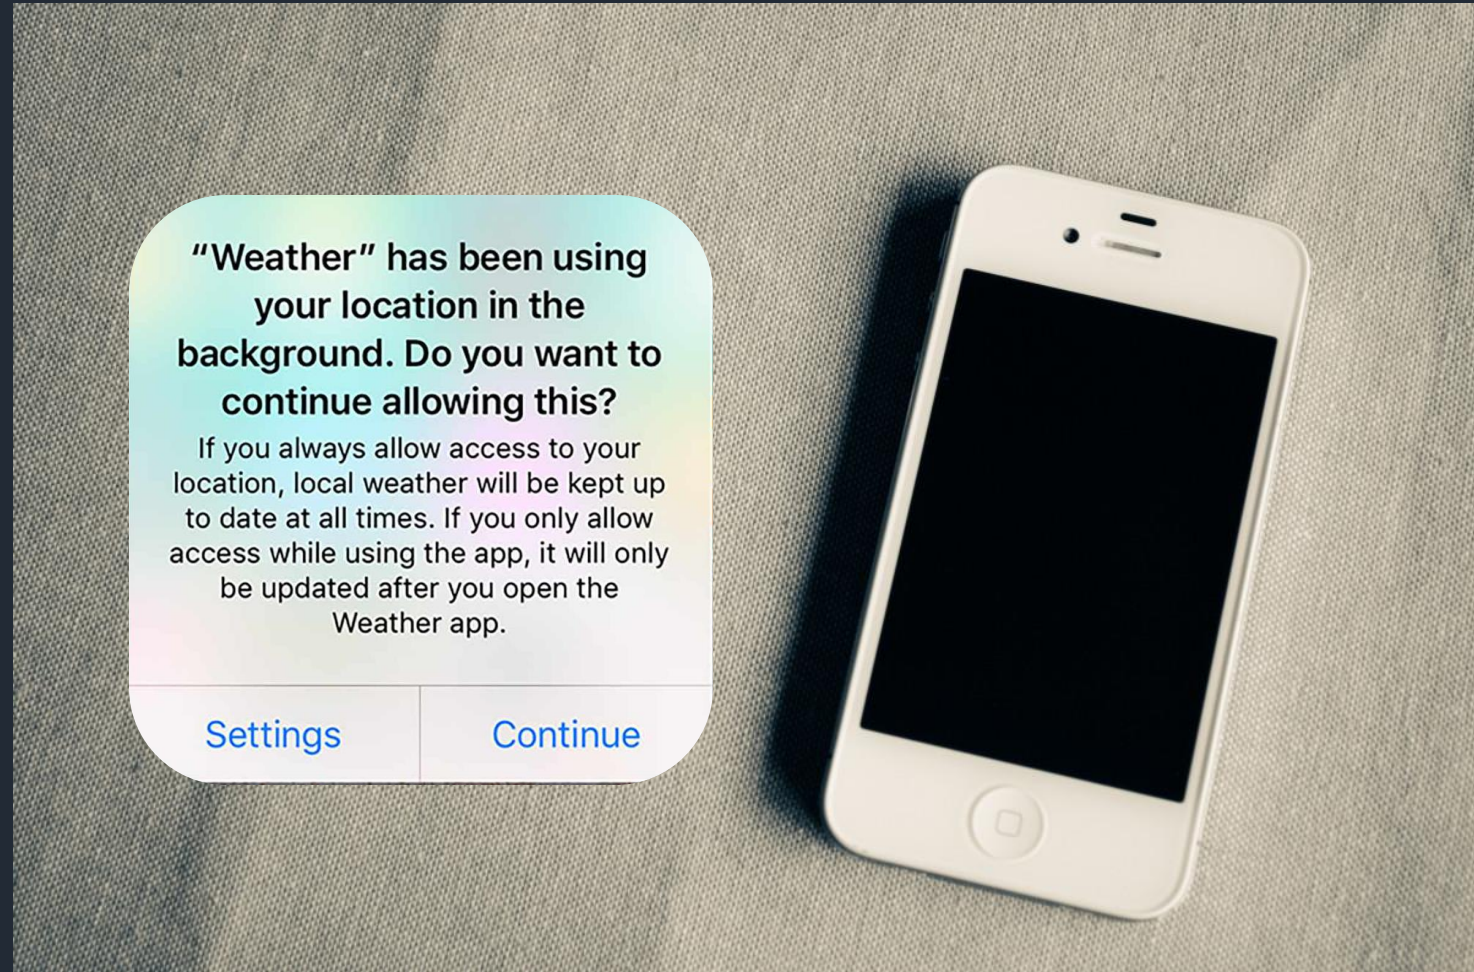 “Weather” has been using
your location in the
background. Do you want to
continue allowing this?
If you always allow access to your
location, local weather will be kept up
to date at all times. If you only allow
access while using the app, it will only
be updated after you open the
Weather app.
Settings
Continue